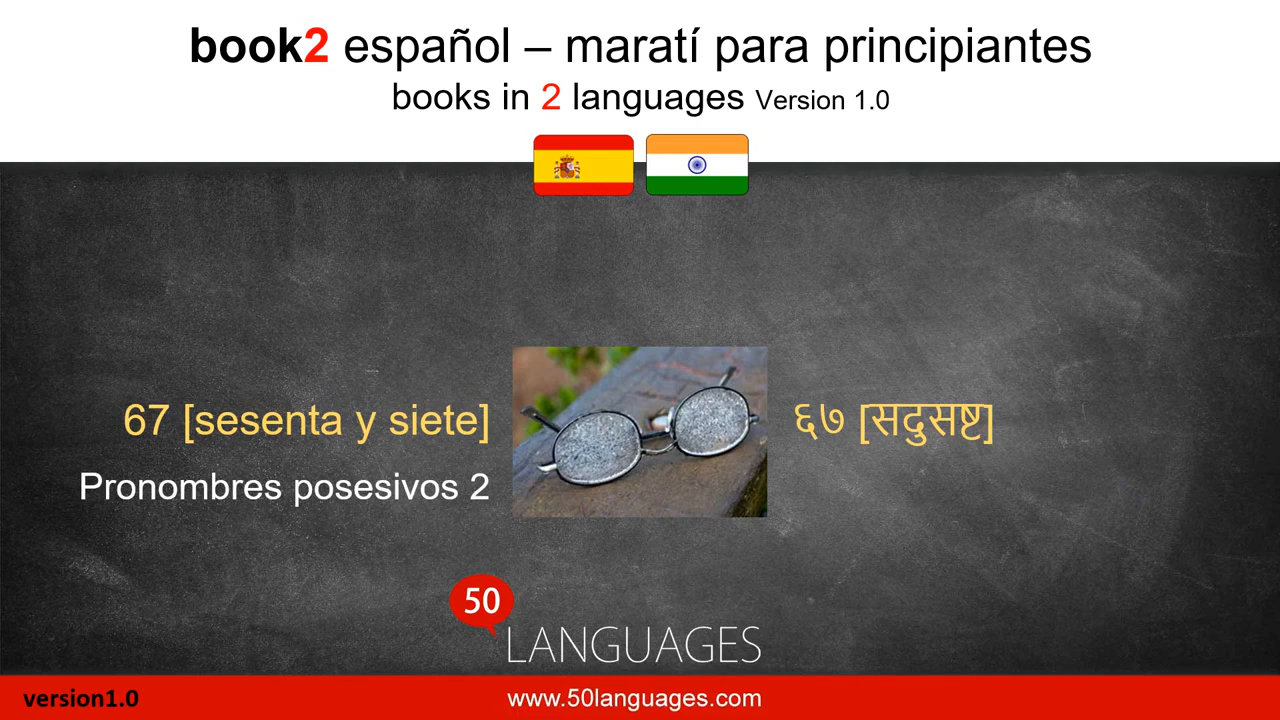 book2 español – maratí para principiantes
books in 2 languages Version 1.0
67 [sesenta y siete]
Pronombres posesivos 2
६७ [सदुसष्ट]
50
LANGUAGES
version1.0
www.50languages.com